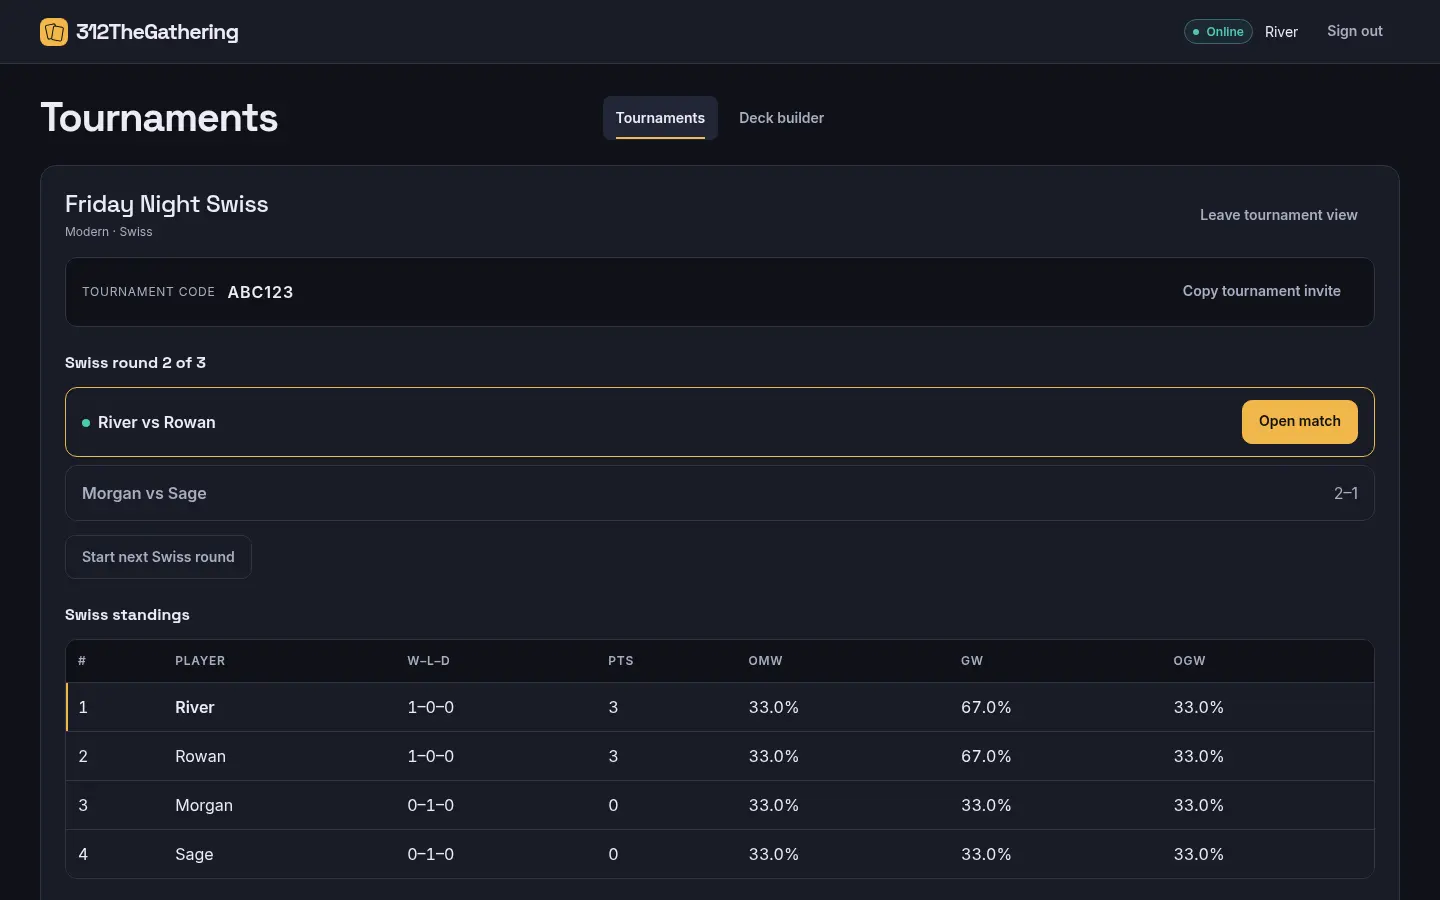 312TheGathering
Online River Sign out
Tournaments
Tournaments Deck builder
Friday Night Swiss
Leave tournament view
Modern · Swiss
TOURNAMENT CODE ABC123 Copy tournament invite
Swiss round 2 of 3
River vs Rowan Open match
Morgan vs Sage 2–1
Start next Swiss round
Swiss standings
# PLAYER W–L–D PTS OMW GW OGW
1 River 1–0–0 3 33.0% 67.0% 33.0%
2 Rowan 1–0–0 3 33.0% 67.0% 33.0%
3 Morgan 0–1–0 0 33.0% 33.0% 33.0%
4 Sage 0–1–0 0 33.0% 33.0% 33.0%